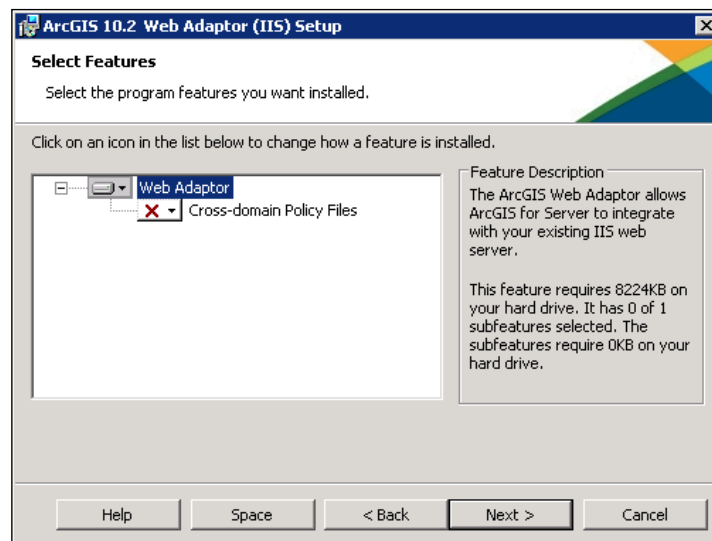 ArcGIS 10.2 Web Adaptor (IIS) Setup
Select Features
Select the program features you want installed.
Click on an icon in the list below to change how a feature is installed.
Web Adaptor
Cross-domain Policy Files
Feature Description
The ArcGIS Web Adaptor allows
ArcGIS for Server to integrate
with your existing IIS web
server.
This feature requires 8224KB on
your hard drive. It has 0 of 1
subfeatures selected. The
subfeatures require 0KB on your
hard drive.
Help
Space
< Back
Next >
Cancel